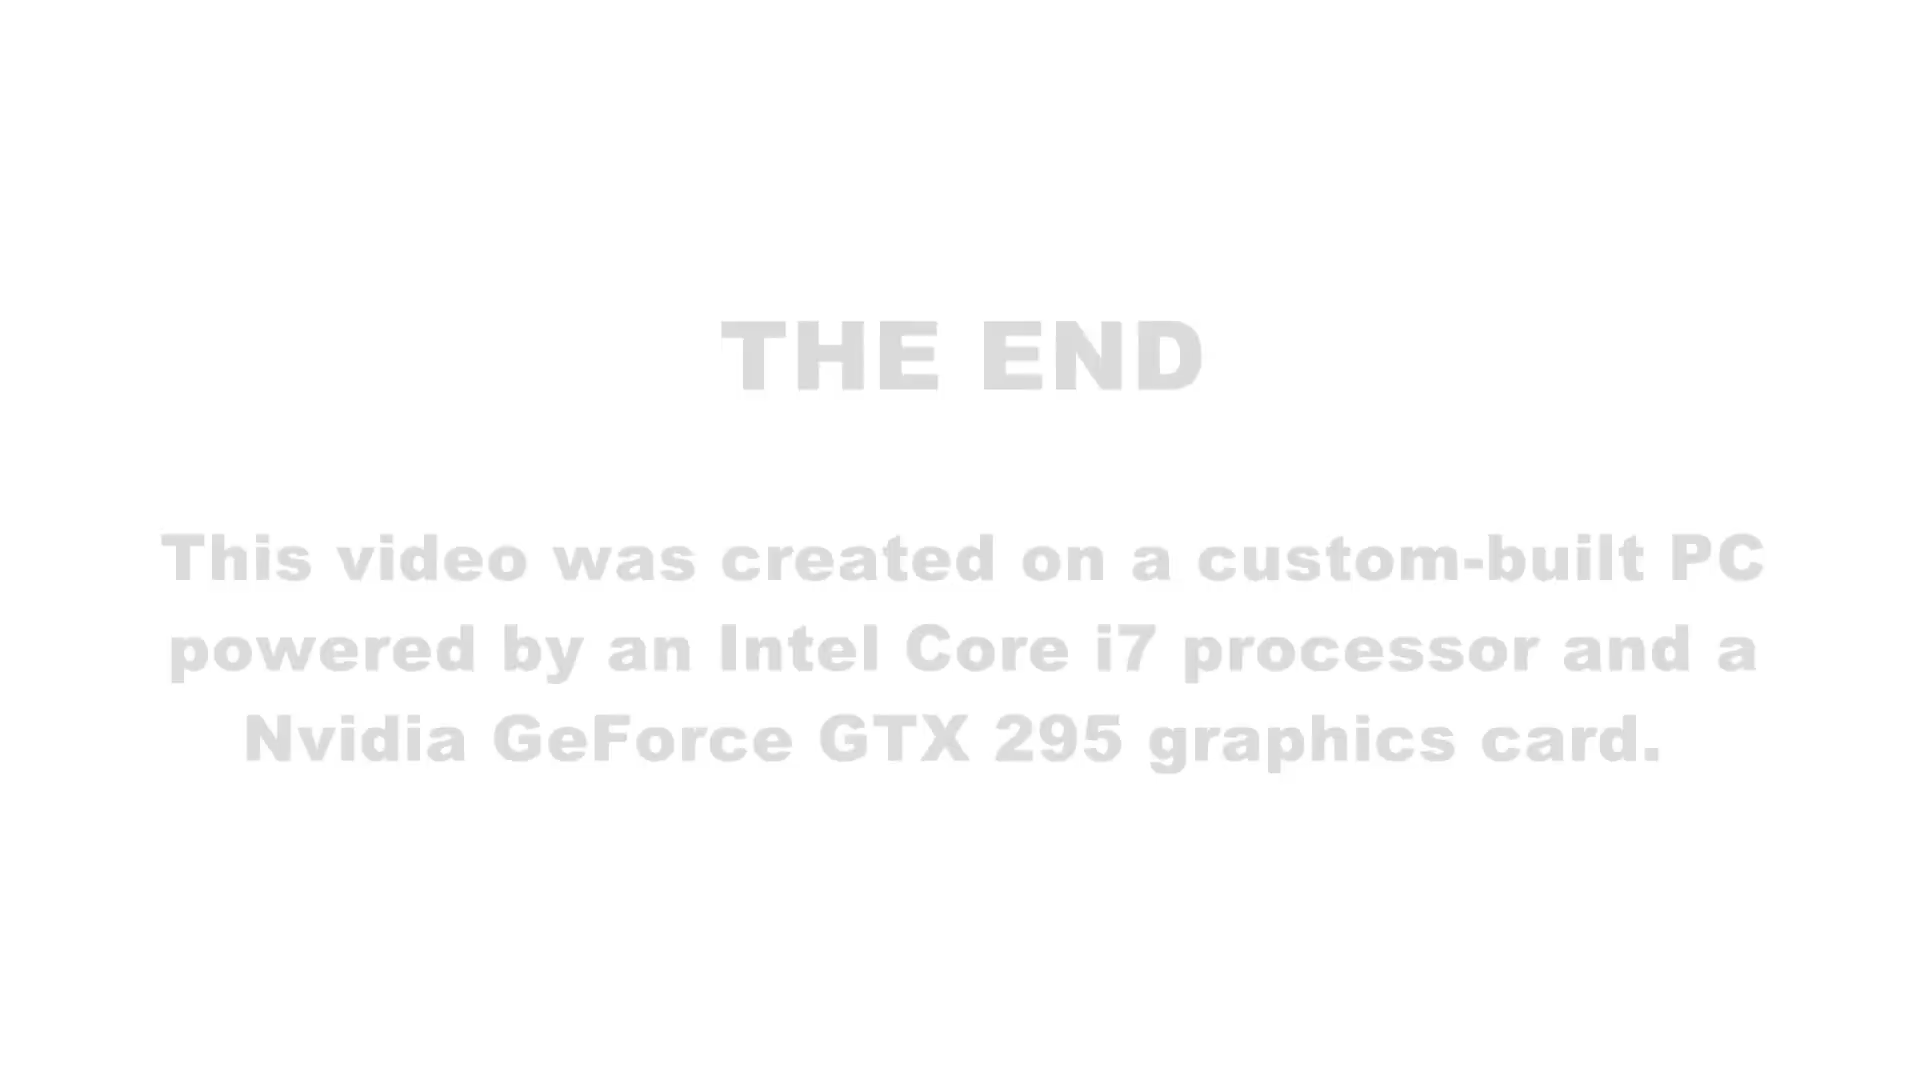 THE END
This video was created on a custom-built PC
powered by an Intel Core i7 processor and a
Nvidia GeForce GTX 295 graphics card.